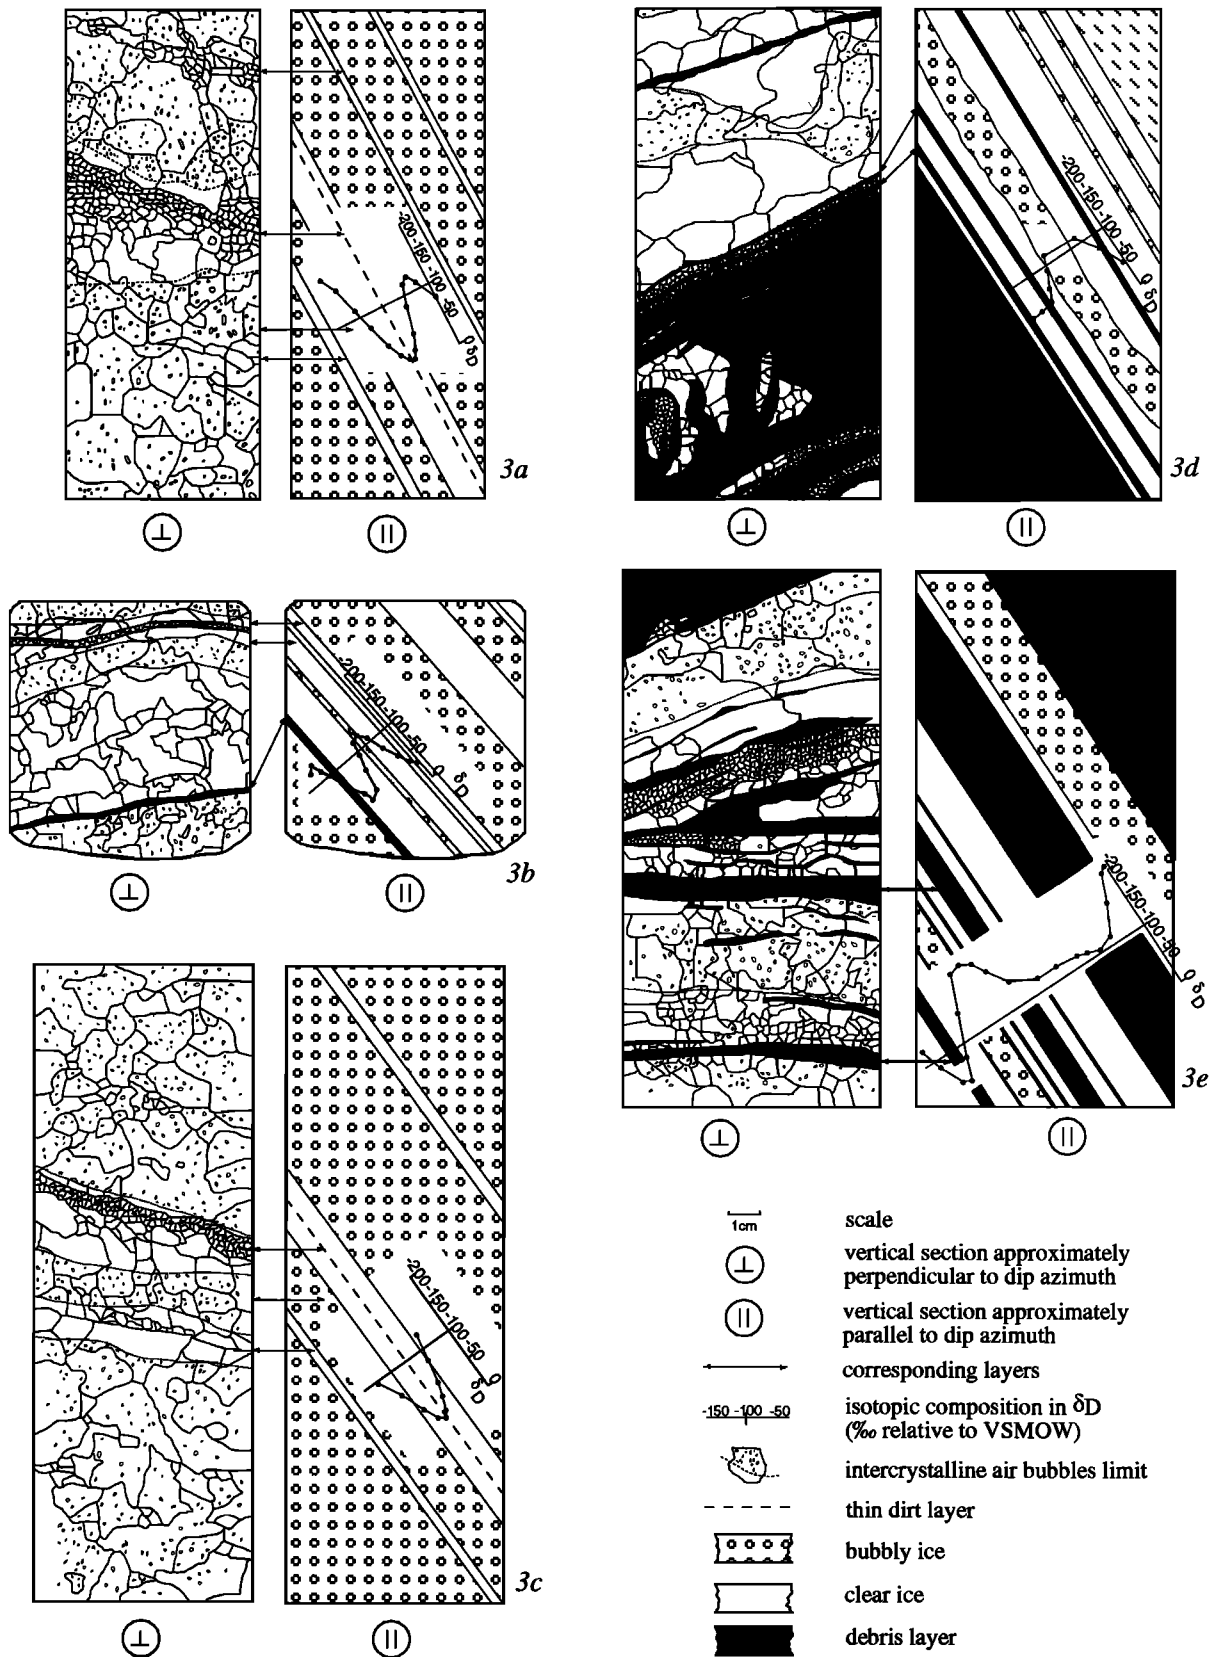 -200-150-100-50
0 δD
3a
⊥
||
-200-150-100-50
0 δD
3d
⊥
||
-200-150-100-50
0 δD
3b
⊥
||
-200-150-100-50
0 δD
3e
⊥
||
-200-150-100-50
0 δD
3c
⊥
||
1cm
scale
⊥
vertical section approximately
perpendicular to dip azimuth
||
vertical section approximately
parallel to dip azimuth
corresponding layers
-150 -100 -50
isotopic composition in δD
(‰ relative to VSMOW)
intercrystalline air bubbles limit
thin dirt layer
bubbly ice
clear ice
debris layer